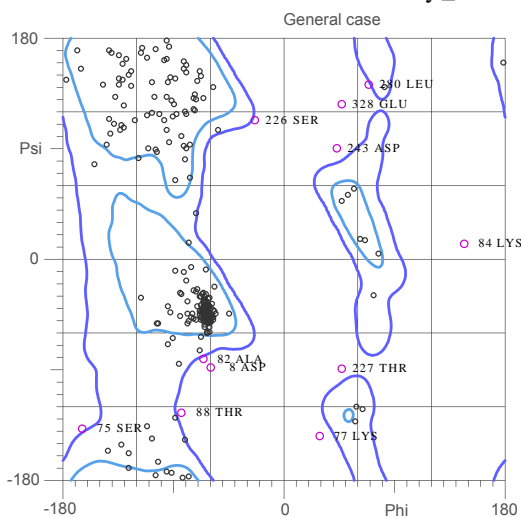 General case
180
Psi
0
-180
280 LEU
328 GLU
226 SER
243 ASP
84 LYS
82 ALA
8 ASP
227 THR
88 THR
75 SER
77 LYS
-180
0
Phi
180